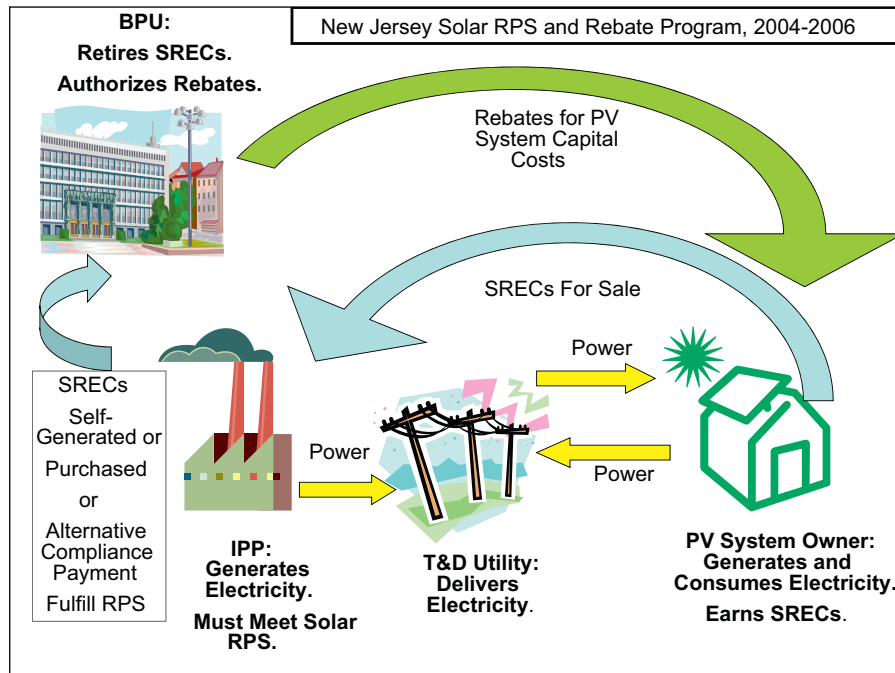 BPU:
Retires SRECs.
Authorizes Rebates.
New Jersey Solar RPS and Rebate Program, 2004-2006
Rebates for PV
System Capital
Costs
SRECs For Sale
SRECs
Self-
Generated or
Purchased
or
Alternative
Compliance
Payment
Fulfill RPS
Power
Power
Power
IPP:
Generates
Electricity.
Must Meet Solar
RPS.
T&D Utility:
Delivers
Electricity.
PV System Owner:
Generates and
Consumes Electricity.
Earns SRECs.